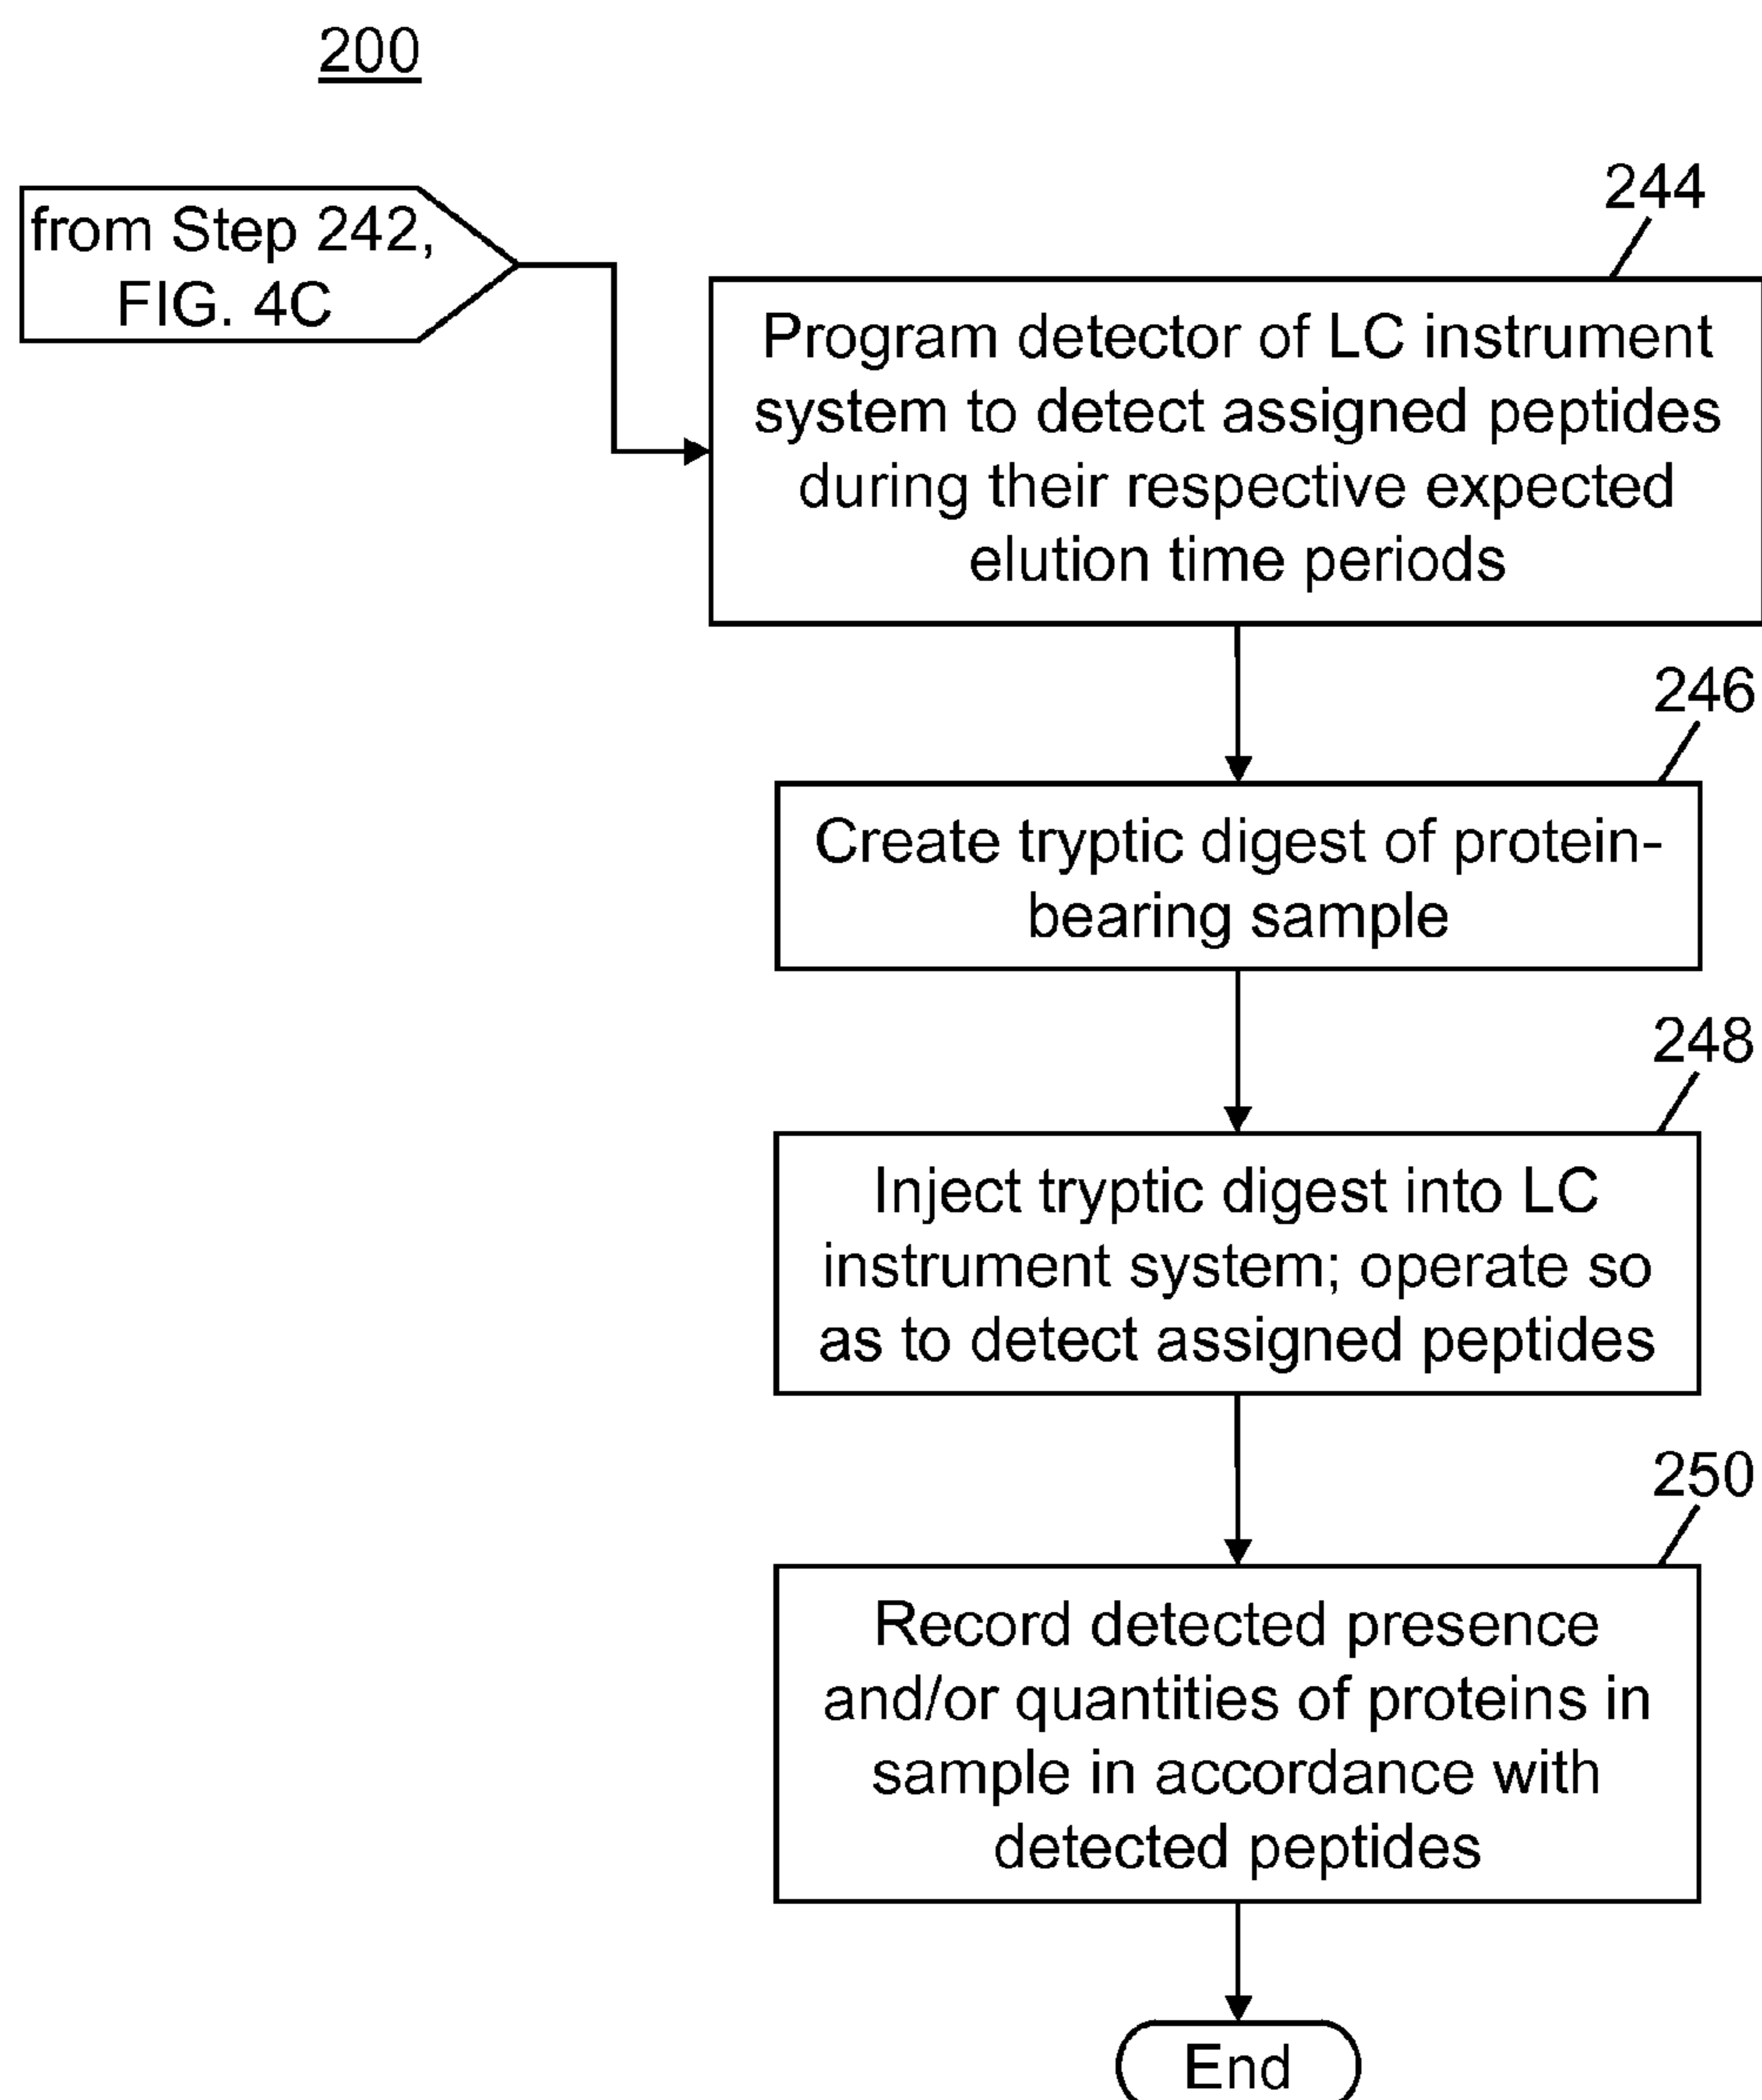 200
from Step 242,
FIG. 4C
244
Program detector of LC instrument
system to detect assigned peptides
during their respective expected
elution time periods
246
Create tryptic digest of protein-
bearing sample
248
Inject tryptic digest into LC
instrument system; operate so
as to detect assigned peptides
250
Record detected presence
and/or quantities of proteins in
sample in accordance with
detected peptides
End